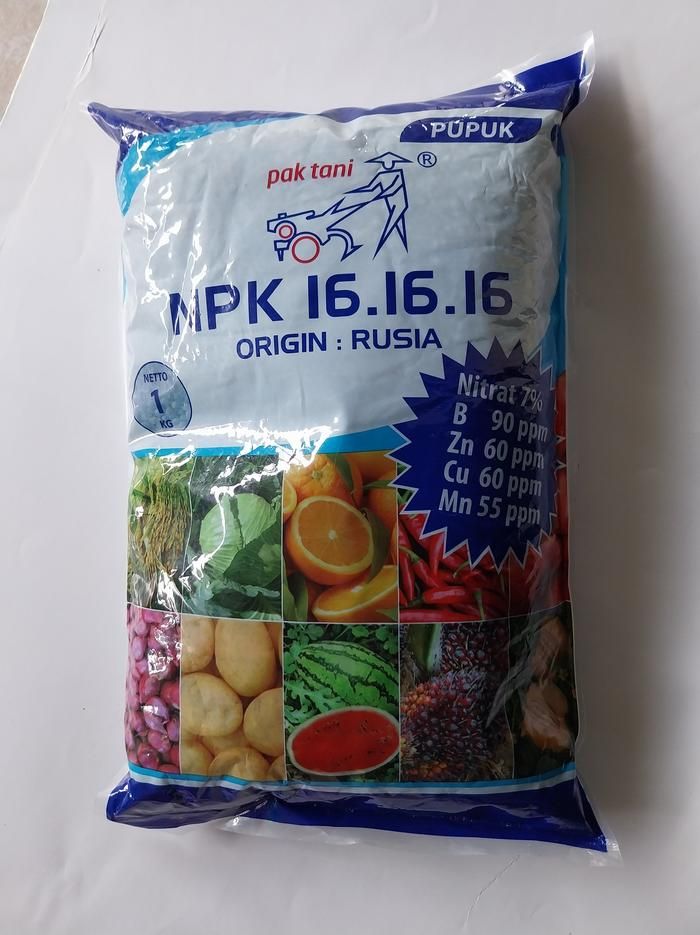 PUPUK
pak tani
®
NPK 16.16.16
ORIGIN : RUSIA
NETTO
1
KG
Nitrat 7%
B 90 ppm
Zn 60 ppm
Cu 60 ppm
Mn 55 ppm